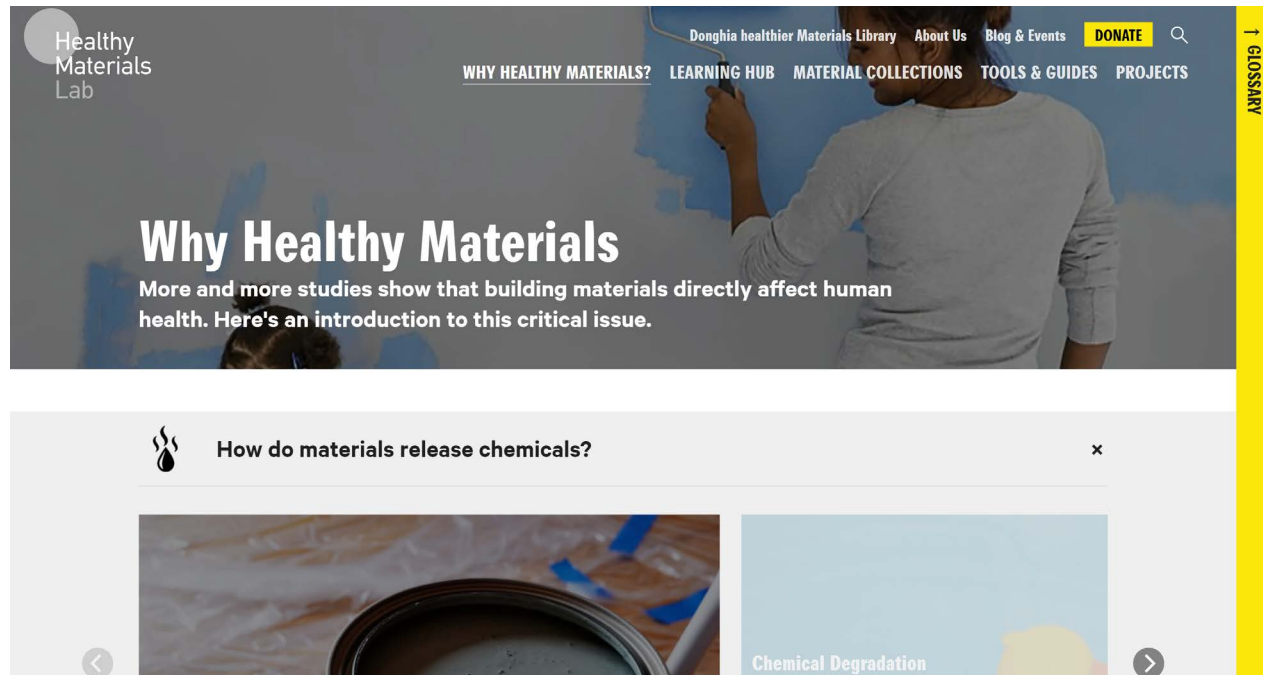 Healthy
Materials
Lab
Donghia healthier Materials Library About Us Blog & Events DONATE
WHY HEALTHY MATERIALS? LEARNING HUB MATERIAL COLLECTIONS TOOLS & GUIDES PROJECTS
↑ GLOSSARY
Why Healthy Materials
More and more studies show that building materials directly affect human
health. Here's an introduction to this critical issue.
How do materials release chemicals? ×
Chemical Degradation